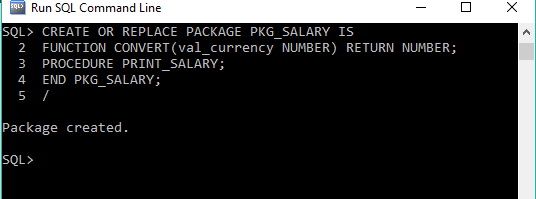 Run SQL Command Line
SQL> CREATE OR REPLACE PACKAGE PKG_SALARY IS
2 FUNCTION CONVERT(val_currency NUMBER) RETURN NUMBER;
3 PROCEDURE PRINT_SALARY;
4 END PKG_SALARY;
5 /
Package created.
SQL>